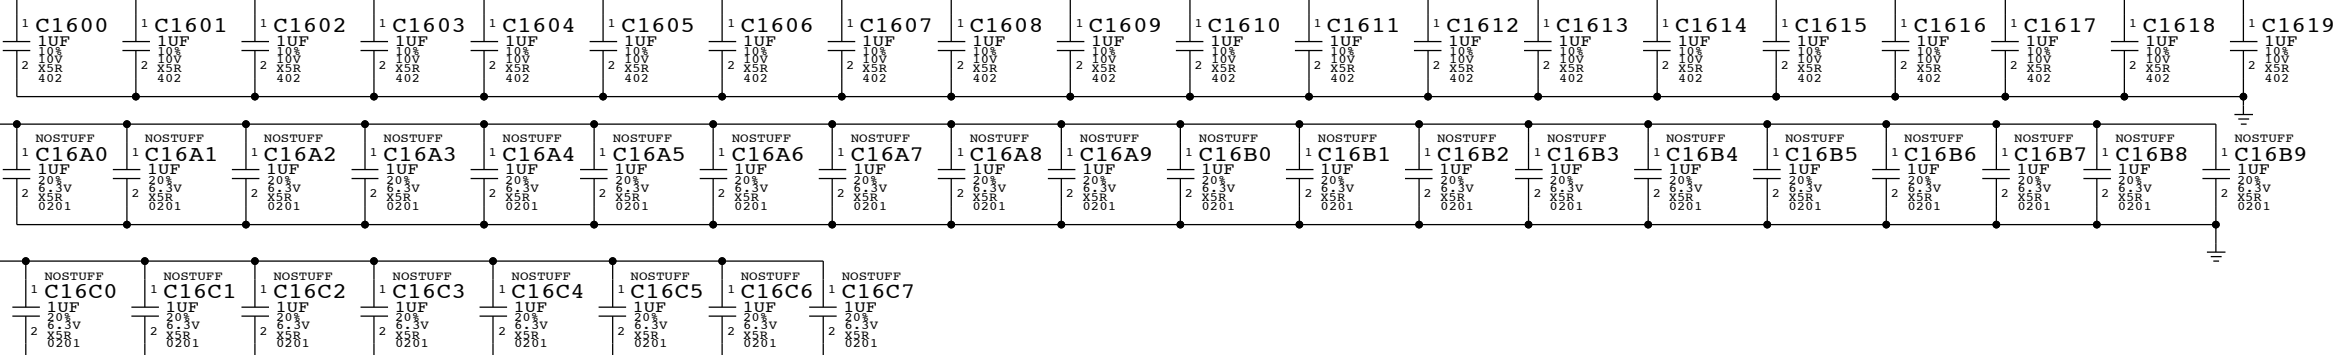 1 C1600 1 C1601 1 C1602 1 C1603 1 C1604 1 C1605 1 C1606 1 C1607 1 C1608 1 C1609 1 C1610 1 C1611 1 C1612 1 C1613 1 C1614 1 C1615 1 C1616 1 C1617 1 C1618 1 C1619
1UF 1UF 1UF 1UF 1UF 1UF 1UF 1UF 1UF 1UF 1UF 1UF 1UF 1UF 1UF 1UF 1UF 1UF 1UF 1UF
10% 10% 10% 10% 10% 10% 10% 10% 10% 10% 10% 10% 10% 10% 10% 10% 10% 10% 10% 10%
10V 10V 10V 10V 10V 10V 10V 10V 10V 10V 10V 10V 10V 10V 10V 10V 10V 10V 10V 10V
2 X5R 2 X5R 2 X5R 2 X5R 2 X5R 2 X5R 2 X5R 2 X5R 2 X5R 2 X5R 2 X5R 2 X5R 2 X5R 2 X5R 2 X5R 2 X5R 2 X5R 2 X5R 2 X5R 2 X5R
402 402 402 402 402 402 402 402 402 402 402 402 402 402 402 402 402 402 402 402
NOSTUFF NOSTUFF NOSTUFF NOSTUFF NOSTUFF NOSTUFF NOSTUFF NOSTUFF NOSTUFF NOSTUFF NOSTUFF NOSTUFF NOSTUFF NOSTUFF NOSTUFF NOSTUFF NOSTUFF NOSTUFF NOSTUFF NOSTUFF
1 C16A0 1 C16A1 1 C16A2 1 C16A3 1 C16A4 1 C16A5 1 C16A6 1 C16A7 1 C16A8 1 C16A9 1 C16B0 1 C16B1 1 C16B2 1 C16B3 1 C16B4 1 C16B5 1 C16B6 1 C16B7 1 C16B8 1 C16B9
1UF 1UF 1UF 1UF 1UF 1UF 1UF 1UF 1UF 1UF 1UF 1UF 1UF 1UF 1UF 1UF 1UF 1UF 1UF 1UF
20% 20% 20% 20% 20% 20% 20% 20% 20% 20% 20% 20% 20% 20% 20% 20% 20% 20% 20% 20%
6.3V 6.3V 6.3V 6.3V 6.3V 6.3V 6.3V 6.3V 6.3V 6.3V 6.3V 6.3V 6.3V 6.3V 6.3V 6.3V 6.3V 6.3V 6.3V 6.3V
2 X5R 2 X5R 2 X5R 2 X5R 2 X5R 2 X5R 2 X5R 2 X5R 2 X5R 2 X5R 2 X5R 2 X5R 2 X5R 2 X5R 2 X5R 2 X5R 2 X5R 2 X5R 2 X5R 2 X5R
0201 0201 0201 0201 0201 0201 0201 0201 0201 0201 0201 0201 0201 0201 0201 0201 0201 0201 0201 0201
NOSTUFF NOSTUFF NOSTUFF NOSTUFF NOSTUFF NOSTUFF NOSTUFF NOSTUFF
1 C16C0 1 C16C1 1 C16C2 1 C16C3 1 C16C4 1 C16C5 1 C16C6 1 C16C7
1UF 1UF 1UF 1UF 1UF 1UF 1UF 1UF
20% 20% 20% 20% 20% 20% 20% 20%
6.3V 6.3V 6.3V 6.3V 6.3V 6.3V 6.3V 6.3V
2 X5R 2 X5R 2 X5R 2 X5R 2 X5R 2 X5R 2 X5R 2 X5R
0201 0201 0201 0201 0201 0201 0201 0201